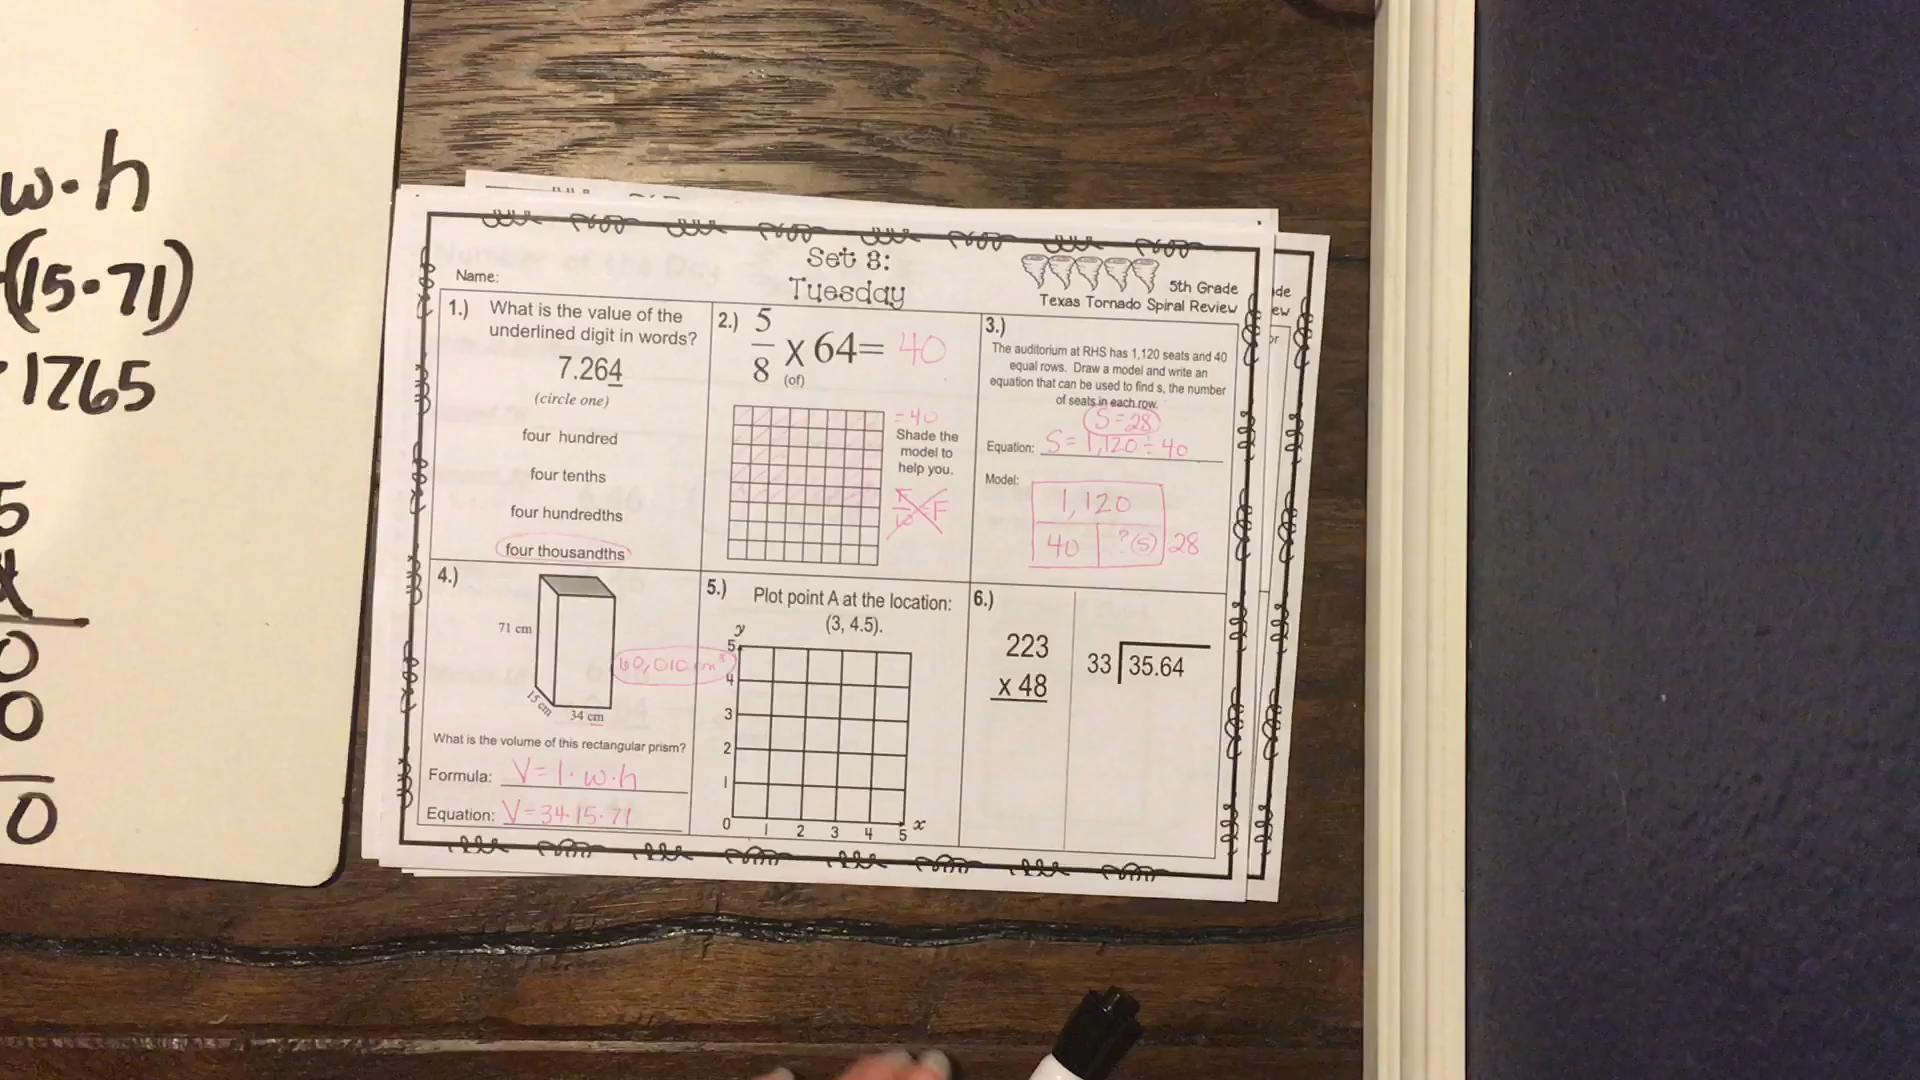 w·h
(15·71)
1765
5
0
0
0
Name:
Set 8:
Tuesday
5th Grade
Texas Tornado Spiral Review
1.) What is the value of the
underlined digit in words?
7.264
(circle one)
four hundred
four tenths
four hundredths
four thousandths
2.) 5/8 x 64= 40
(of)
=40
Shade the
model to
help you.
3.)
The auditorium at RHS has 1,120 seats and 40
equal rows. Draw a model and write an
equation that can be used to find s, the number
of seats in each row.
S=28
Equation: S=1,120÷40
Model:
1,120
40 ?(s) 28
4.)
71 cm
15 cm
34 cm
What is the volume of this rectangular prism?
Formula: V=l·w·h
Equation: V=34·15·71
5.) Plot point A at the location:
(3, 4.5).
y
5
4
3
2
1
0 1 2 3 4 5 x
6.)
223
x 48
33 35.64
de
ew
or